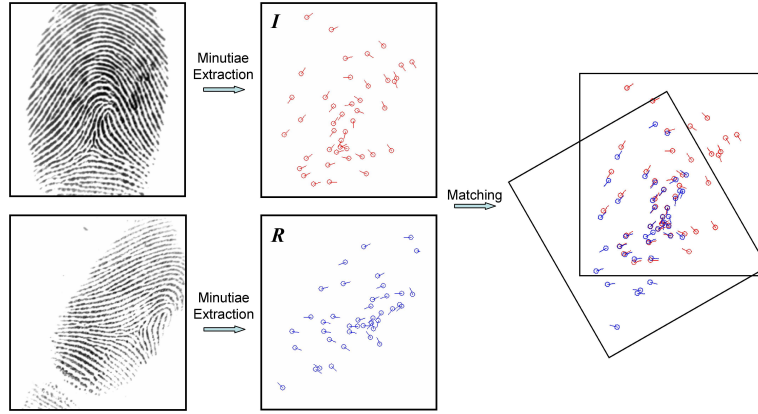 I
Minutiae
Extraction
Matching
R
Minutiae
Extraction